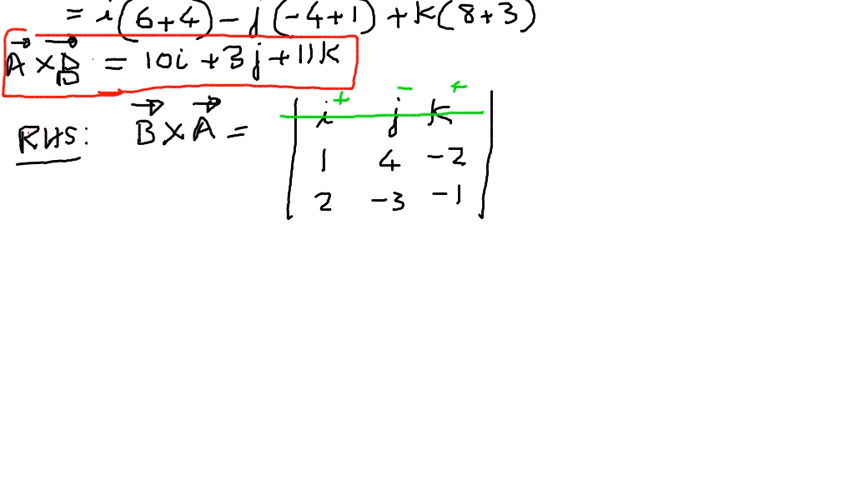 = i(6+4) - j(-4+1) + k(8+3)
A⃗ × B⃗ = 10i + 3j + 11k
RHS: B⃗ × A⃗ = | i+ j- k+ |
| 1 4 -2 |
| 2 -3 -1 |